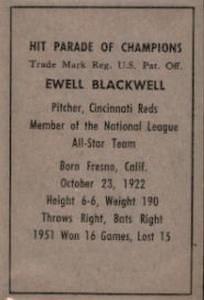 HIT PARADE OF CHAMPIONS
Trade Mark Reg. U.S. Pat. Off.
EWELL BLACKWELL
Pitcher, Cincinnati Reds
Member of the National League
All-Star Team
Born Fresno, Calif.
October 23, 1922
Height 6-6, Weight 190
Throws Right, Bats Right
1951 Won 16 Games, Lost 15